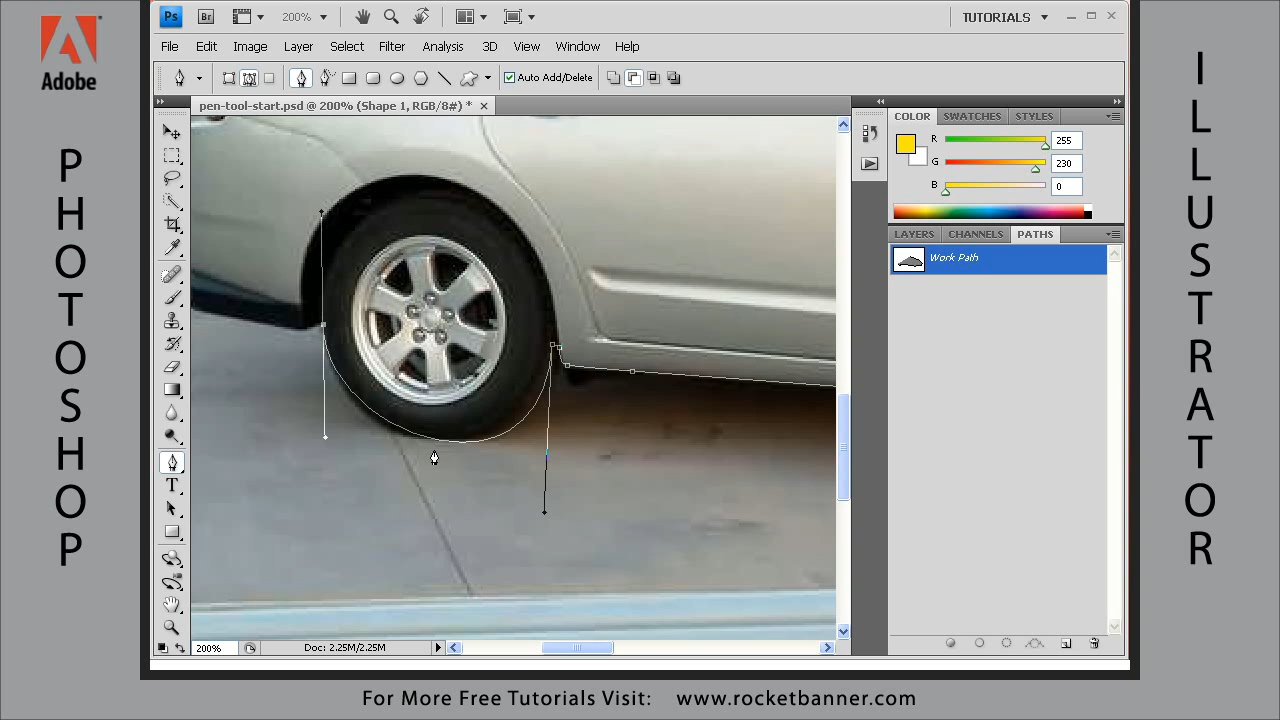 Adobe
PHOTOSHOP
Ps
Br
200%
TUTORIALS
File Edit Image Layer Select Filter Analysis 3D View Window Help
Auto Add/Delete
pen-tool-start.psd @ 200% (Shape 1, RGB/8#) *
COLOR SWATCHES STYLES
R 255
G 230
B 0
LAYERS CHANNELS PATHS
Work Path
T
200% Doc: 2.25M/2.25M
ILLUSTRATOR
For More Free Tutorials Visit: www.rocketbanner.com